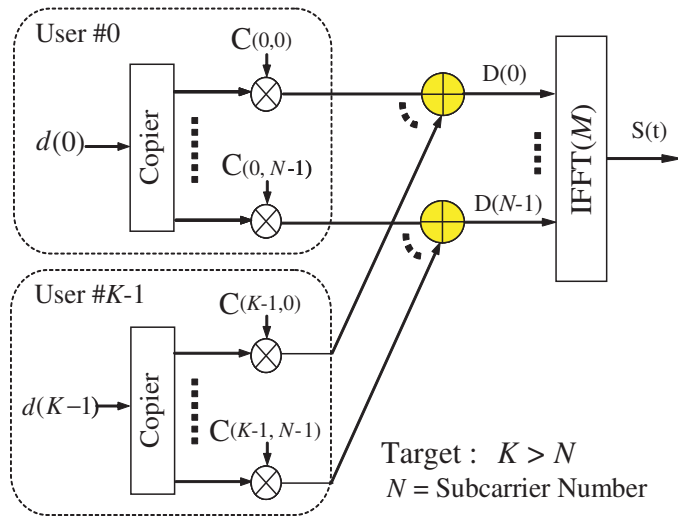 User #0
C(0,0)
d(0)
Copier
C(0, N-1)
D(0)
D(N-1)
IFFT(M)
S(t)
User #K-1
C(K-1,0)
d(K-1)
Copier
C(K-1, N-1)
Target : K > N
N = Subcarrier Number